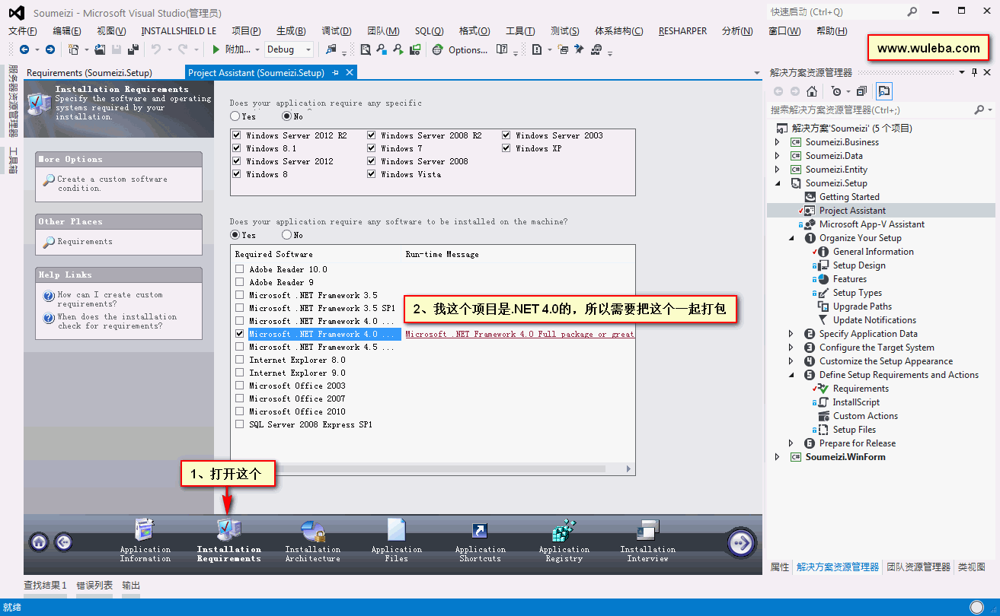 Soumeizi - Microsoft Visual Studio(管理员)
快速启动 (Ctrl+Q)
文件(F) 编辑(E) 视图(V) INSTALLSHIELD LE 项目(P) 生成(B) 调试(D) 团队(M) SQL(Q) 格式(O) 工具(T) 测试(S) 体系结构(C) RESHARPER 分析(N) 窗口(W) 帮助(H)
附加... Debug Options...
www.wuleba.com
服务器资源管理器
工具箱
Requirements (Soumeizi.Setup) Project Assistant (Soumeizi.Setup)
Installation Requirements
Specify the software and operating
systems required by your
installation.
More Options
Create a custom software
condition.
Other Places
Requirements
Help Links
How can I create custom
requirements?
When does the installation
check for requirements?
Does your application require any specific
Yes No
Windows Server 2012 R2 Windows Server 2008 R2 Windows Server 2003
Windows 8.1 Windows 7 Windows XP
Windows Server 2012 Windows Server 2008
Windows 8 Windows Vista
Does your application require any software to be installed on the machine?
Yes No
Required Software Run-time Message
Adobe Reader 10.0
Adobe Reader 9
Microsoft .NET Framework 3.5
Microsoft .NET Framework 3.5 SP1
Microsoft .NET Framework 4.0 ...
2、我这个项目是.NET 4.0的，所以需要把这个一起打包
Microsoft .NET Framework 4.0 ... Microsoft .NET Framework 4.0 Full package or great
Microsoft .NET Framework 4.5 ...
Internet Explorer 8.0
Internet Explorer 9.0
Microsoft Office 2003
Microsoft Office 2007
Microsoft Office 2010
SQL Server 2008 Express SP1
1、打开这个
Application Information
Installation Requirements
Installation Architecture
Application Files
Application Shortcuts
Application Registry
Installation Interview
解决方案资源管理器
搜索解决方案资源管理器(Ctrl+;)
解决方案'Soumeizi' (5 个项目)
Soumeizi.Business
Soumeizi.Data
Soumeizi.Entity
Soumeizi.Setup
Getting Started
Project Assistant
Microsoft App-V Assistant
1 Organize Your Setup
General Information
Setup Design
Features
Setup Types
Upgrade Paths
Update Notifications
2 Specify Application Data
3 Configure the Target System
4 Customize the Setup Appearance
5 Define Setup Requirements and Actions
Requirements
InstallScript
Custom Actions
Setup Files
6 Prepare for Release
Soumeizi.WinForm
属性 解决方案资源管理器 团队资源管理器 类视图
查找结果 1 错误列表 输出
就绪